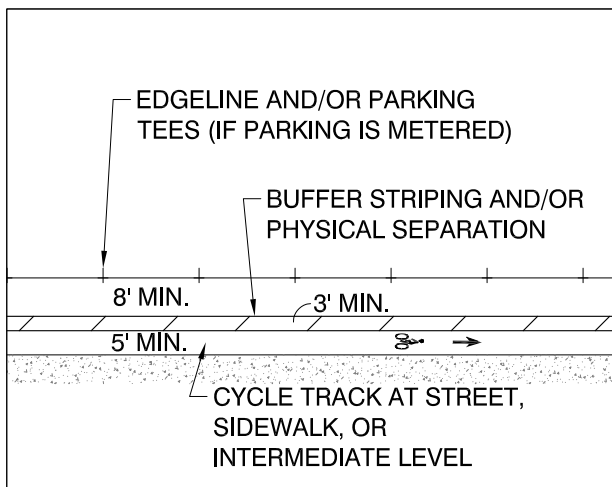 EDGELINE AND/OR PARKING
TEES (IF PARKING IS METERED)
BUFFER STRIPING AND/OR
PHYSICAL SEPARATION
8' MIN.
3' MIN.
5' MIN.
CYCLE TRACK AT STREET,
SIDEWALK, OR
INTERMEDIATE LEVEL